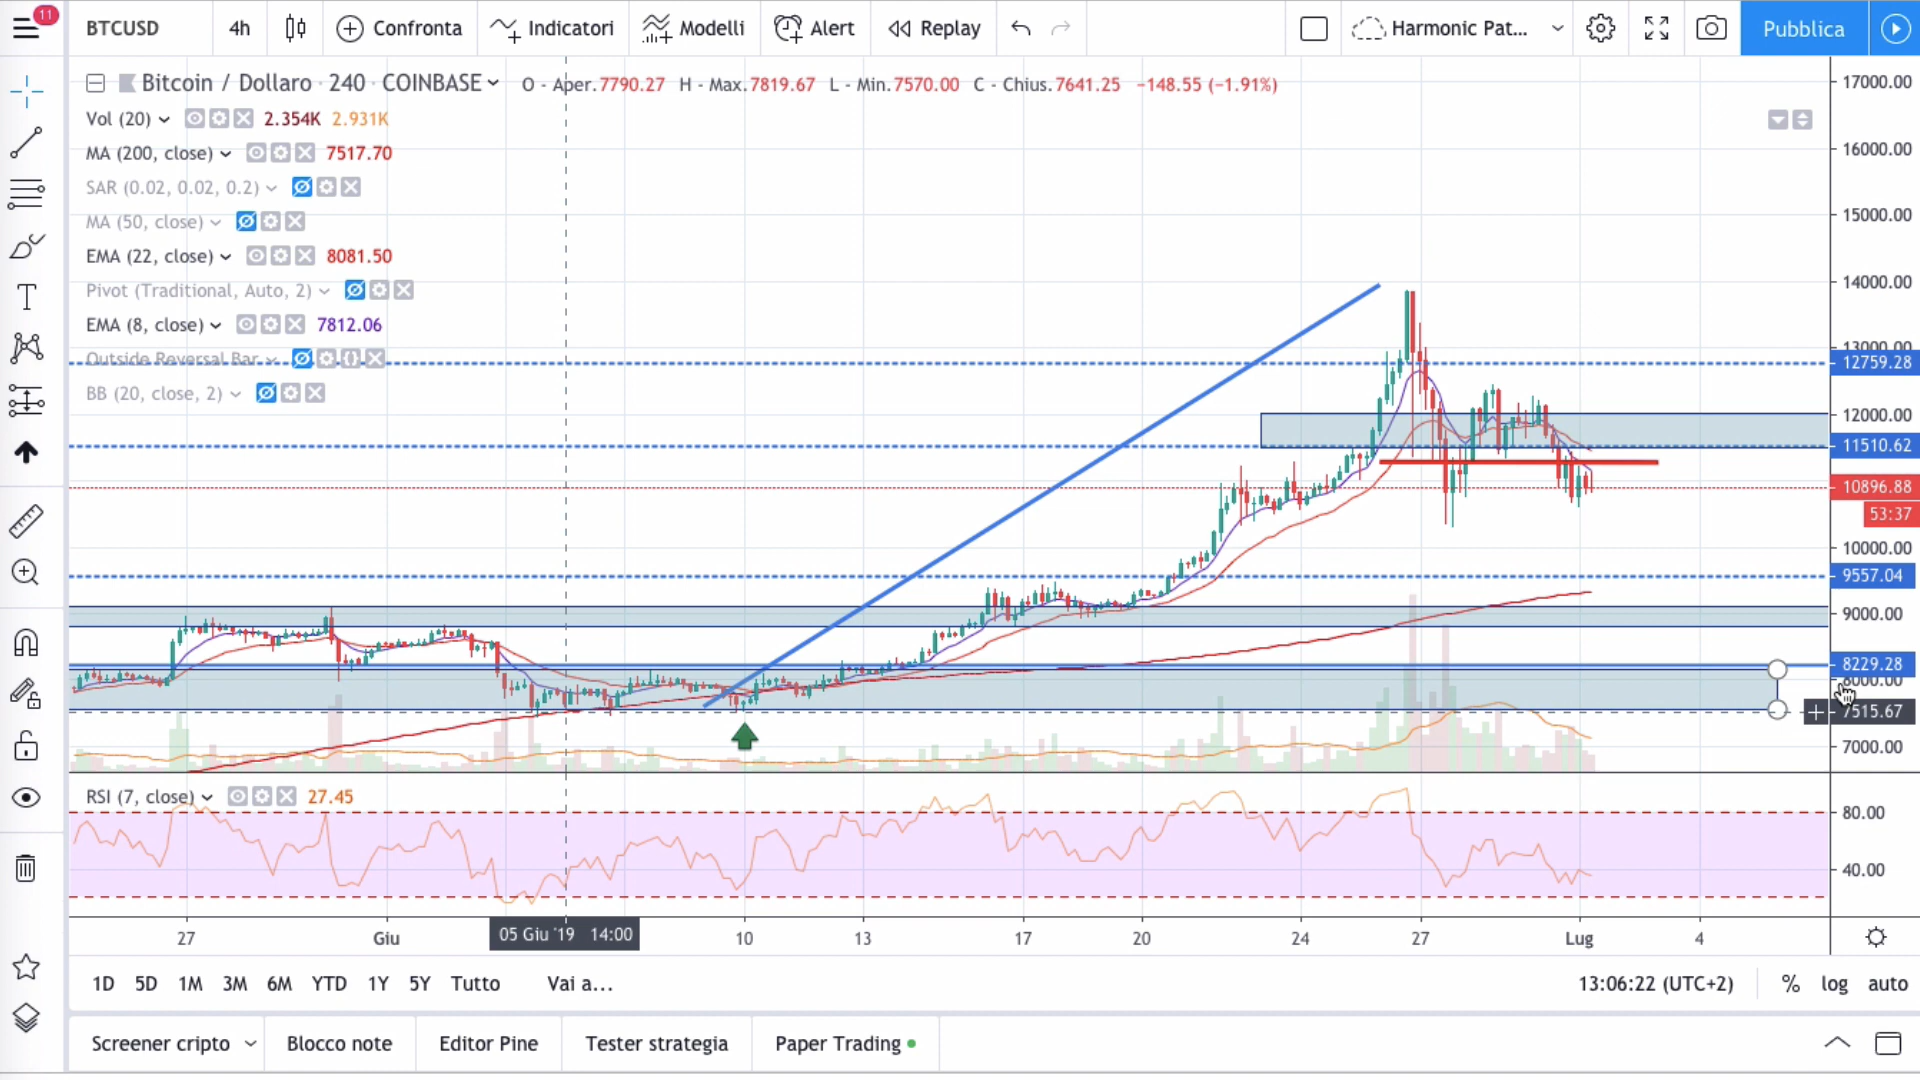 11
BTCUSD 4h Confronta Indicatori Modelli Alert Replay Harmonic Pat... Pubblica
Bitcoin / Dollaro · 240 · COINBASE O - Aper.7790.27 H - Max.7819.67 L - Min.7570.00 C - Chius.7641.25 −148.55 (−1.91%)
Vol (20) 2.354K 2.931K
MA (200, close) 7517.70
SAR (0.02, 0.02, 0.2)
MA (50, close)
EMA (22, close) 8081.50
Pivot (Traditional, Auto, 2)
EMA (8, close) 7812.06
Outside Reversal Bar
BB (20, close, 2)
17000.00
16000.00
15000.00
14000.00
13000.00
12759.28
12000.00
11510.62
10896.88
53:37
10000.00
9557.04
9000.00
8229.28
8000.00
7515.67
7000.00
RSI (7, close) 27.45
80.00
40.00
27 Giu 05 Giu '19 14:00 10 13 17 20 24 27 Lug 4
1D 5D 1M 3M 6M YTD 1Y 5Y Tutto Vai a... 13:06:22 (UTC+2) % log auto
Screener cripto Blocco note Editor Pine Tester strategia Paper Trading